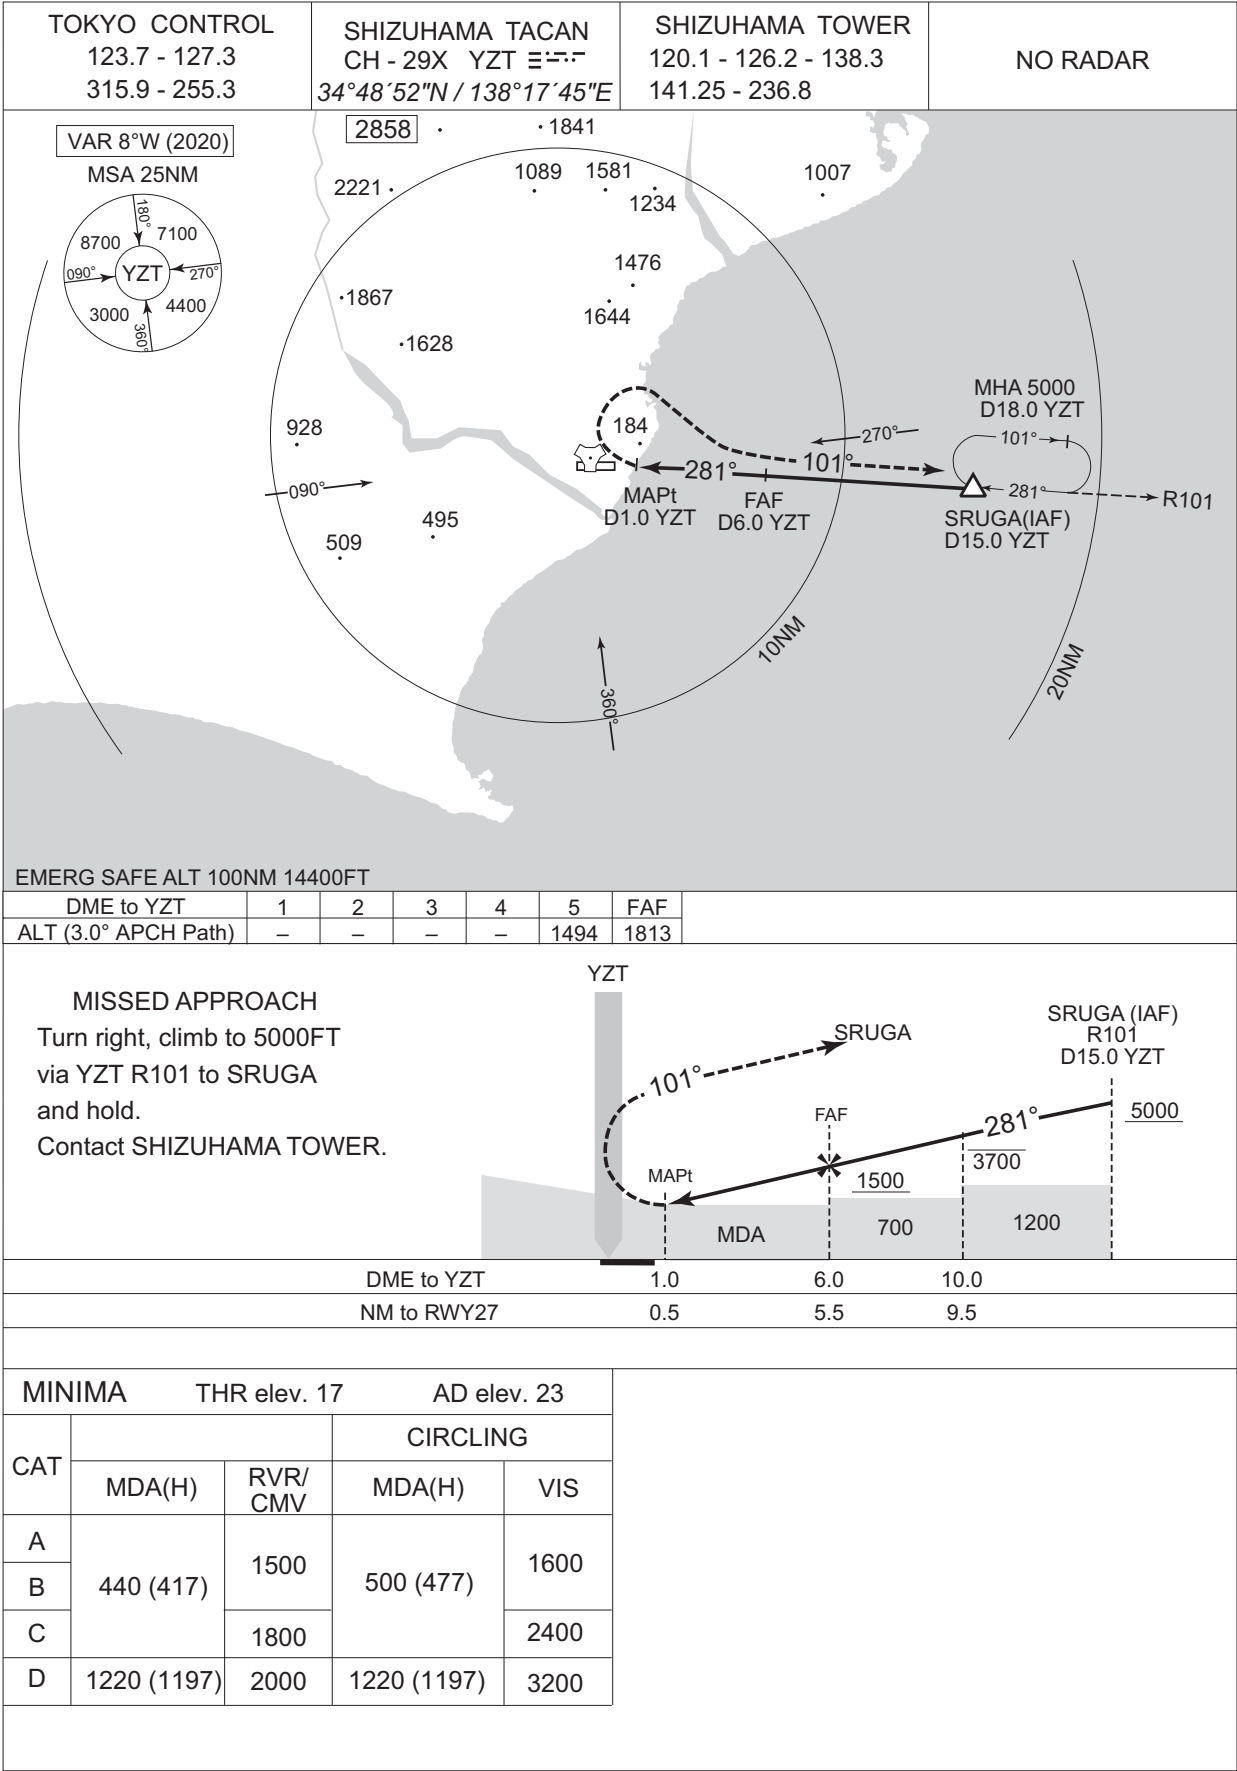 TOKYO CONTROL
123.7 - 127.3
315.9 - 255.3
SHIZUHAMA TACAN
CH - 29X YZT
34°48´52"N / 138°17´45"E
SHIZUHAMA TOWER
120.1 - 126.2 - 138.3
141.25 - 236.8
NO RADAR
VAR 8°W (2020)
MSA 25NM
180°
8700
7100
090°
YZT
270°
3000
4400
360°
2858
1841
2221
1089
1581
1234
1007
1476
1644
1867
1628
928
184
090°
495
509
270°
MHA 5000
D18.0 YZT
101°
281°
R101
281°
101°
MAPt
D1.0 YZT
FAF
D6.0 YZT
SRUGA(IAF)
D15.0 YZT
10NM
20NM
360°
EMERG SAFE ALT 100NM 14400FT
DME to YZT 1 2 3 4 5 FAF
ALT (3.0° APCH Path) – – – – 1494 1813
MISSED APPROACH
Turn right, climb to 5000FT
via YZT R101 to SRUGA
and hold.
Contact SHIZUHAMA TOWER.
YZT
SRUGA
101°
SRUGA (IAF)
R101
D15.0 YZT
FAF
281°
5000
3700
MAPt
1500
MDA
700
1200
DME to YZT 1.0 6.0 10.0
NM to RWY27 0.5 5.5 9.5
MINIMA THR elev. 17 AD elev. 23
CAT
CIRCLING
MDA(H)
RVR/
CMV
MDA(H)
VIS
A
B
440 (417)
1500
500 (477)
1600
C
1800
2400
D 1220 (1197) 2000 1220 (1197) 3200